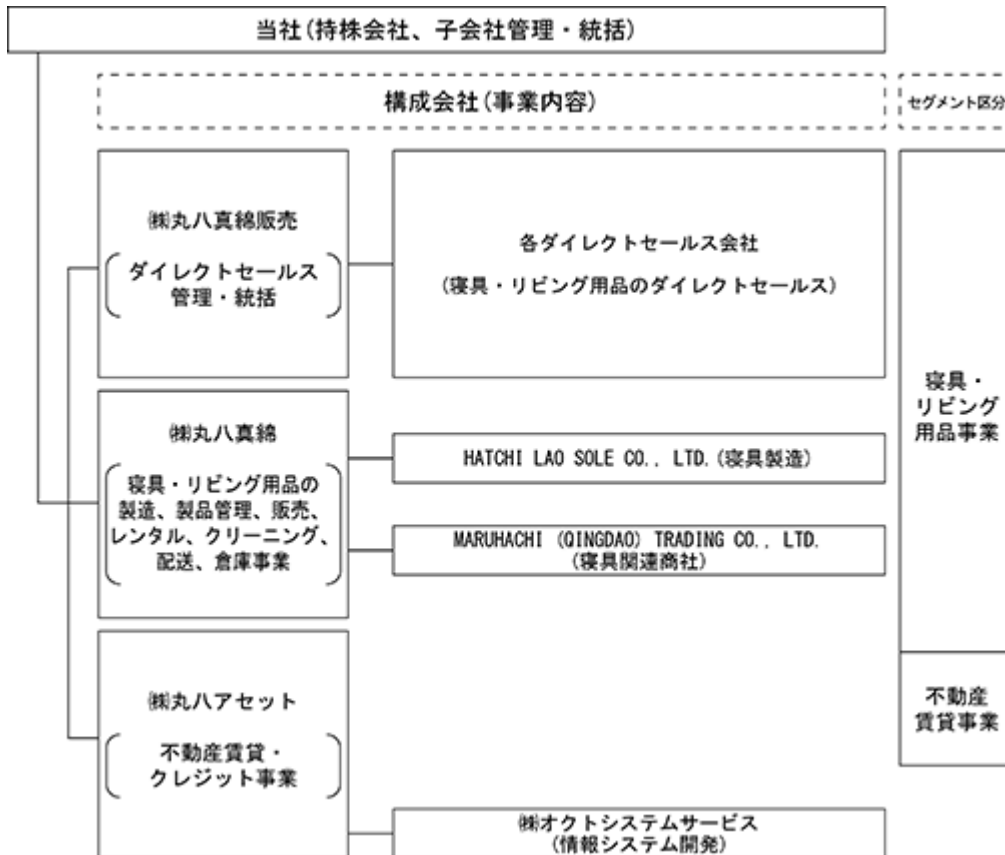 当社(持株会社、子会社管理・統括)
構成会社(事業内容)
セグメント区分
㈱丸八真綿販売
ダイレクトセールス
管理・統括
各ダイレクトセールス会社
(寝具・リビング用品のダイレクトセールス)
㈱丸八真綿
寝具・リビング用品の
製造、製品管理、販売、
レンタル、クリーニング、
配送、倉庫事業
HATCHI LAO SOLE CO., LTD.(寝具製造)
MARUHACHI (QINGDAO) TRADING CO., LTD.
(寝具関連商社)
寝具・
リビング
用品事業
㈱丸八アセット
不動産賃貸・
クレジット事業
㈱オクトシステムサービス
(情報システム開発)
不動産
賃貸事業